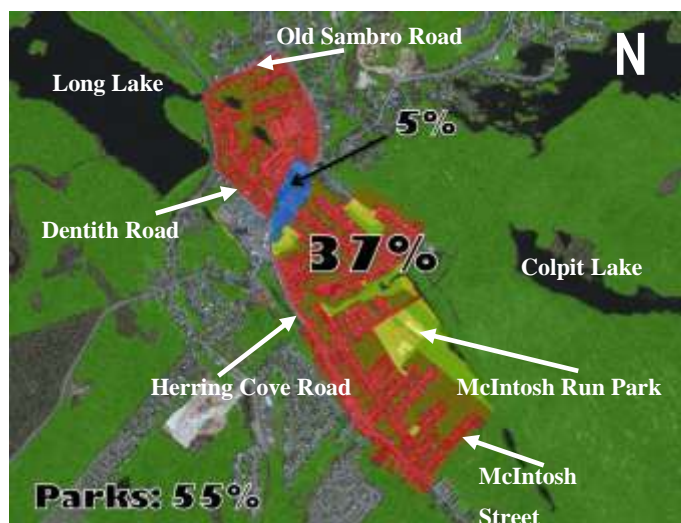 Old Sambro Road
N
Long Lake
5%
Dentith Road
37%
Colpit Lake
Herring Cove Road
McIntosh Run Park
McIntosh
Street
Parks: 55%